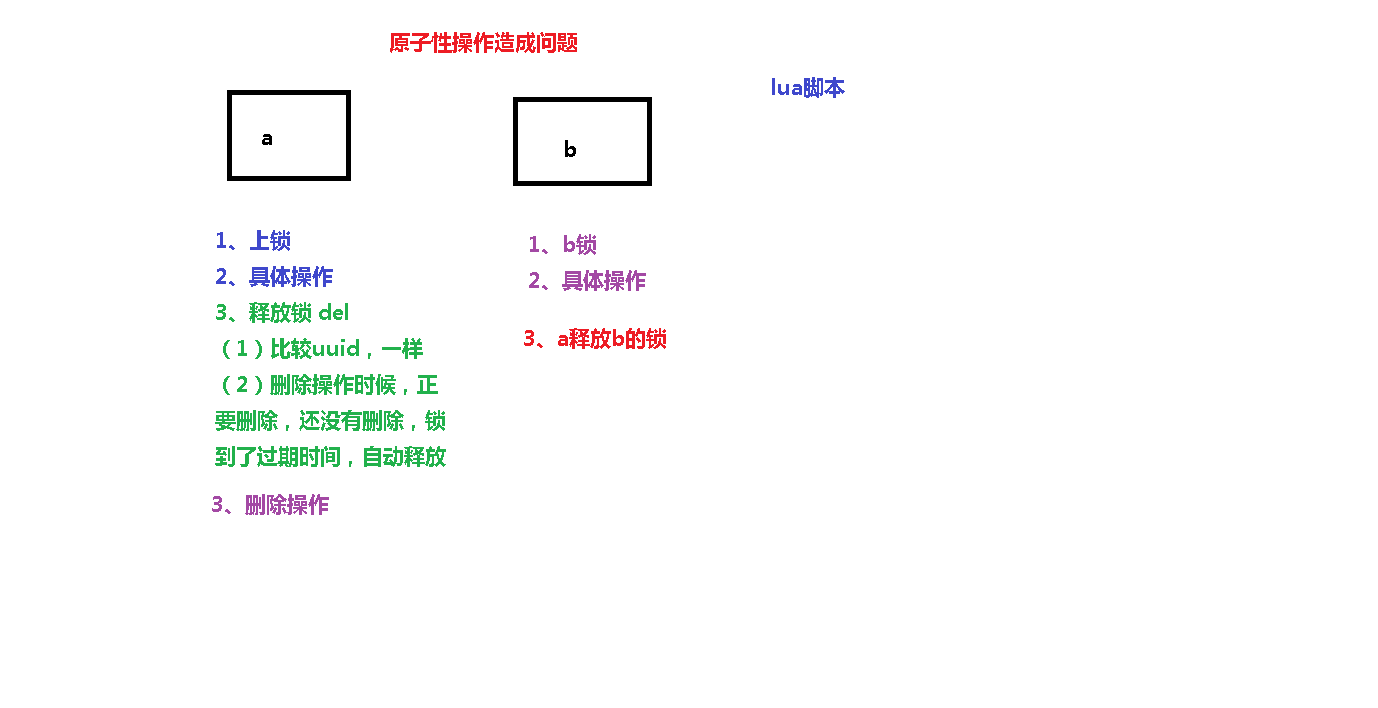 原子性操作造成问题
lua脚本
a
b
1、上锁
2、具体操作
3、释放锁 del
（1）比较uuid，一样
（2）删除操作时候，正
要删除，还没有删除，锁
到了过期时间，自动释放
3、删除操作
1、b锁
2、具体操作
3、a释放b的锁